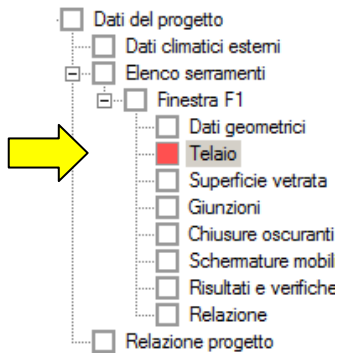 Dati del progetto
Dati climatici esterni
Elenco serramenti
Finestra F1
Dati geometrici
Telaio
Superficie vetrata
Giunzioni
Chiusure oscuranti
Schermature mobil
Risultati e verifiche
Relazione
Relazione progetto